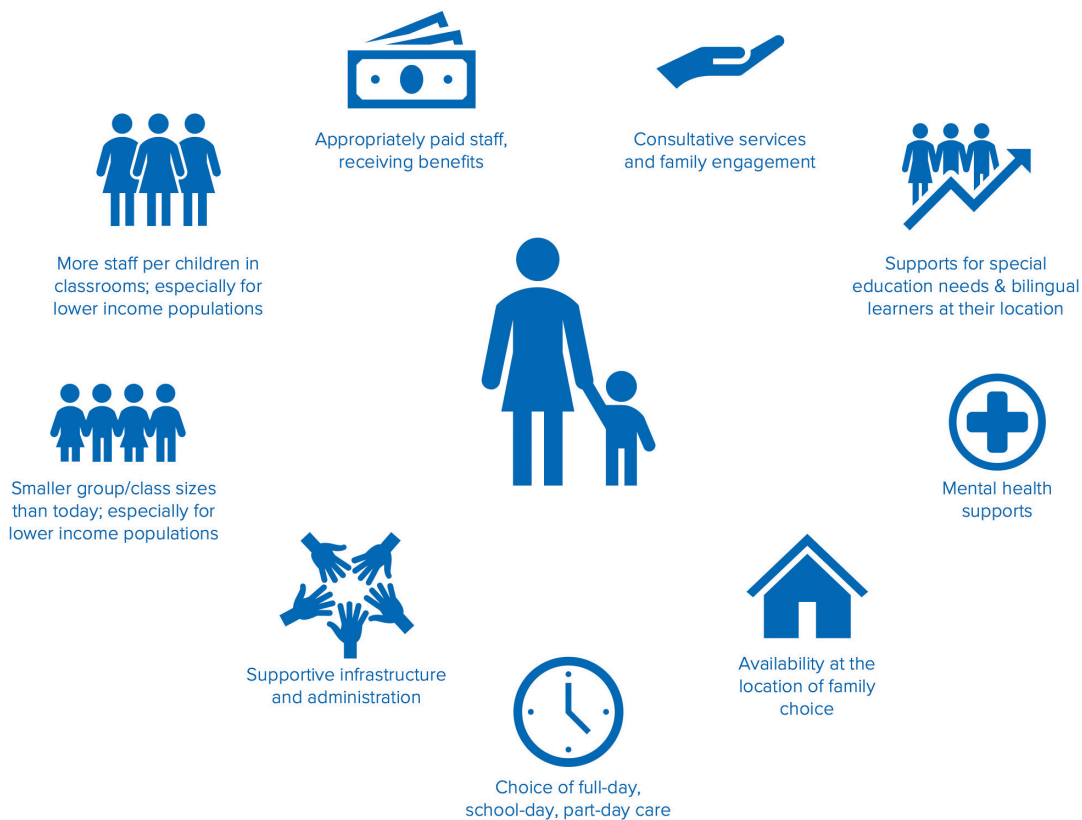 Appropriately paid staff,
receiving benefits
Consultative services
and family engagement
More staff per children in
classrooms; especially for
lower income populations
Supports for special
education needs & bilingual
learners at their location
Smaller group/class sizes
than today; especially for
lower income populations
Mental health
supports
Supportive infrastructure
and administration
Availability at the
location of family
choice
Choice of full-day,
school-day, part-day care